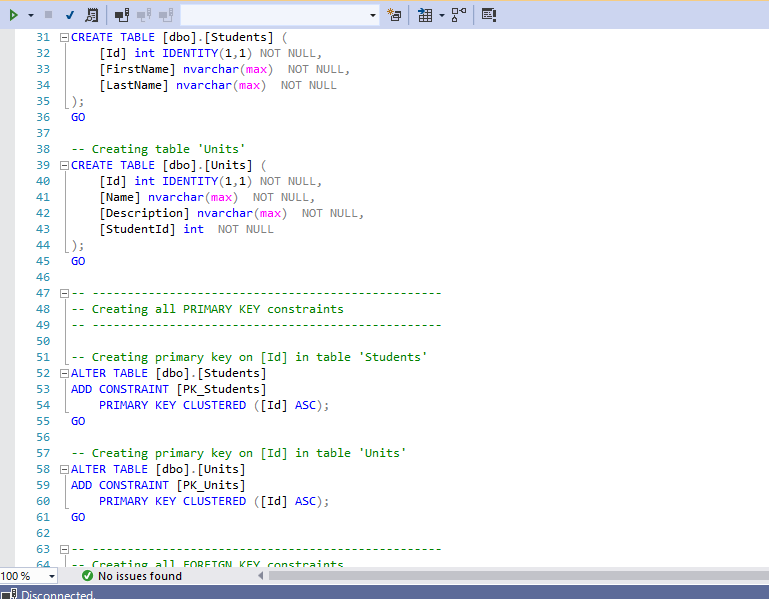 31 CREATE TABLE [dbo].[Students] (
32 [Id] int IDENTITY(1,1) NOT NULL,
33 [FirstName] nvarchar(max)  NOT NULL,
34 [LastName] nvarchar(max)  NOT NULL
35 );
36 GO
37
38 -- Creating table 'Units'
39 CREATE TABLE [dbo].[Units] (
40 [Id] int IDENTITY(1,1) NOT NULL,
41 [Name] nvarchar(max)  NOT NULL,
42 [Description] nvarchar(max)  NOT NULL,
43 [StudentId] int  NOT NULL
44 );
45 GO
46
47 -- --------------------------------------------------
48 -- Creating all PRIMARY KEY constraints
49 -- --------------------------------------------------
50
51 -- Creating primary key on [Id] in table 'Students'
52 ALTER TABLE [dbo].[Students]
53 ADD CONSTRAINT [PK_Students]
54 PRIMARY KEY CLUSTERED ([Id] ASC);
55 GO
56
57 -- Creating primary key on [Id] in table 'Units'
58 ALTER TABLE [dbo].[Units]
59 ADD CONSTRAINT [PK_Units]
60 PRIMARY KEY CLUSTERED ([Id] ASC);
61 GO
62
63 -- --------------------------------------------------
64 -- Creating all FOREIGN KEY constraints
100 % No issues found
Disconnected.